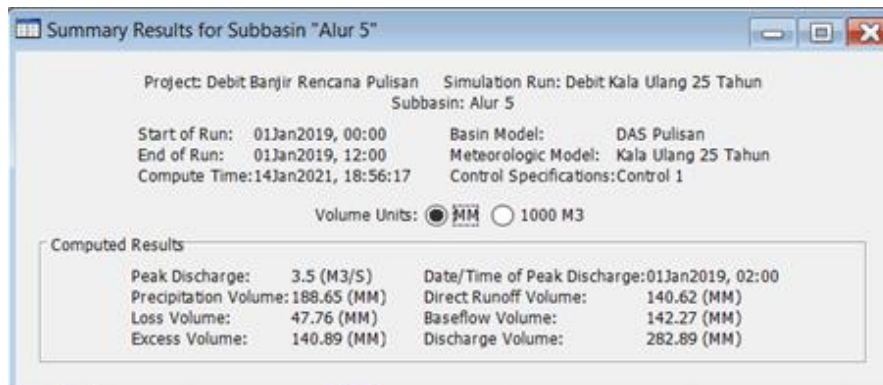 Summary Results for Subbasin "Alur 5"
Project: Debit Banjir Rencana Pulisan Simulation Run: Debit Kala Ulang 25 Tahun
Subbasin: Alur 5
Start of Run: 01Jan2019, 00:00 Basin Model: DAS Pulisan
End of Run: 01Jan2019, 12:00 Meteorologic Model: Kala Ulang 25 Tahun
Compute Time:14Jan2021, 18:56:17 Control Specifications:Control 1
Volume Units: MM 1000 M3
Computed Results
Peak Discharge: 3.5 (M3/S) Date/Time of Peak Discharge:01Jan2019, 02:00
Precipitation Volume:188.65 (MM) Direct Runoff Volume: 140.62 (MM)
Loss Volume: 47.76 (MM) Baseflow Volume: 142.27 (MM)
Excess Volume: 140.89 (MM) Discharge Volume: 282.89 (MM)